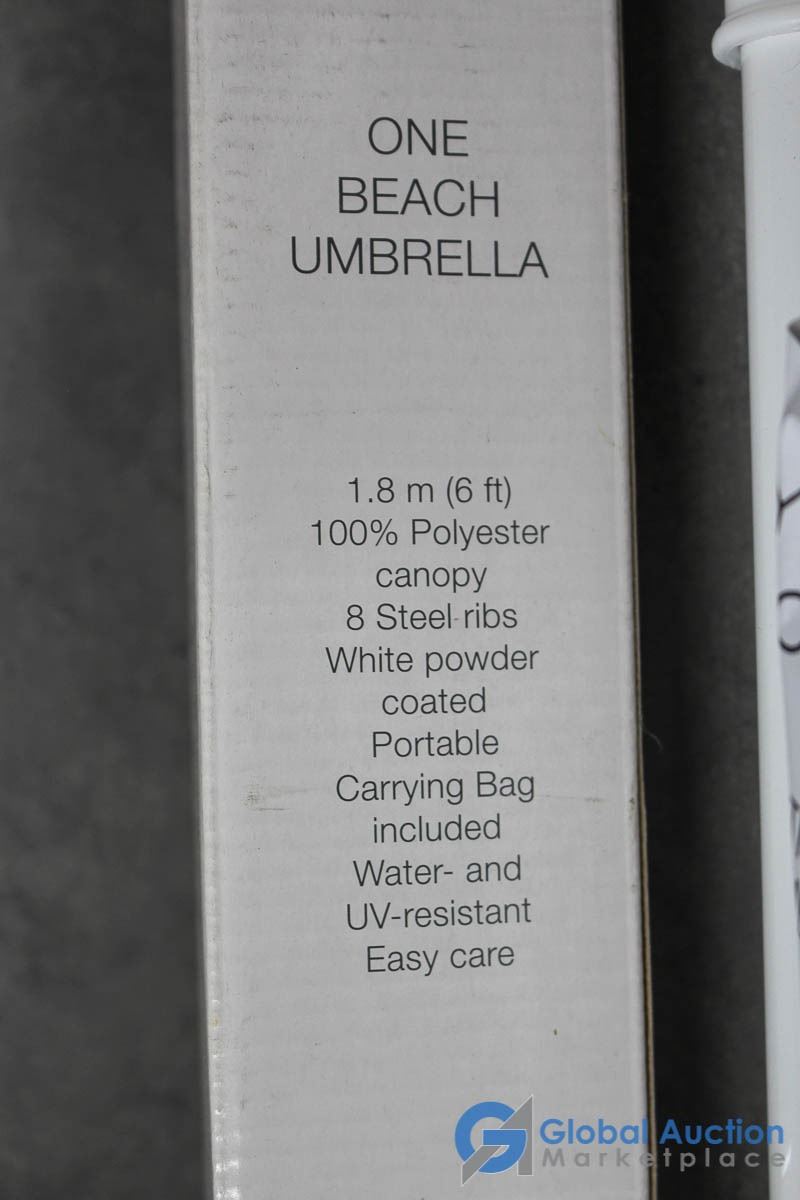 ONE
BEACH
UMBRELLA
1.8 m (6 ft)
100% Polyester
canopy
8 Steel ribs
White powder
coated
Portable
Carrying Bag
included
Water- and
UV-resistant
Easy care
Global Auction
Marketplace